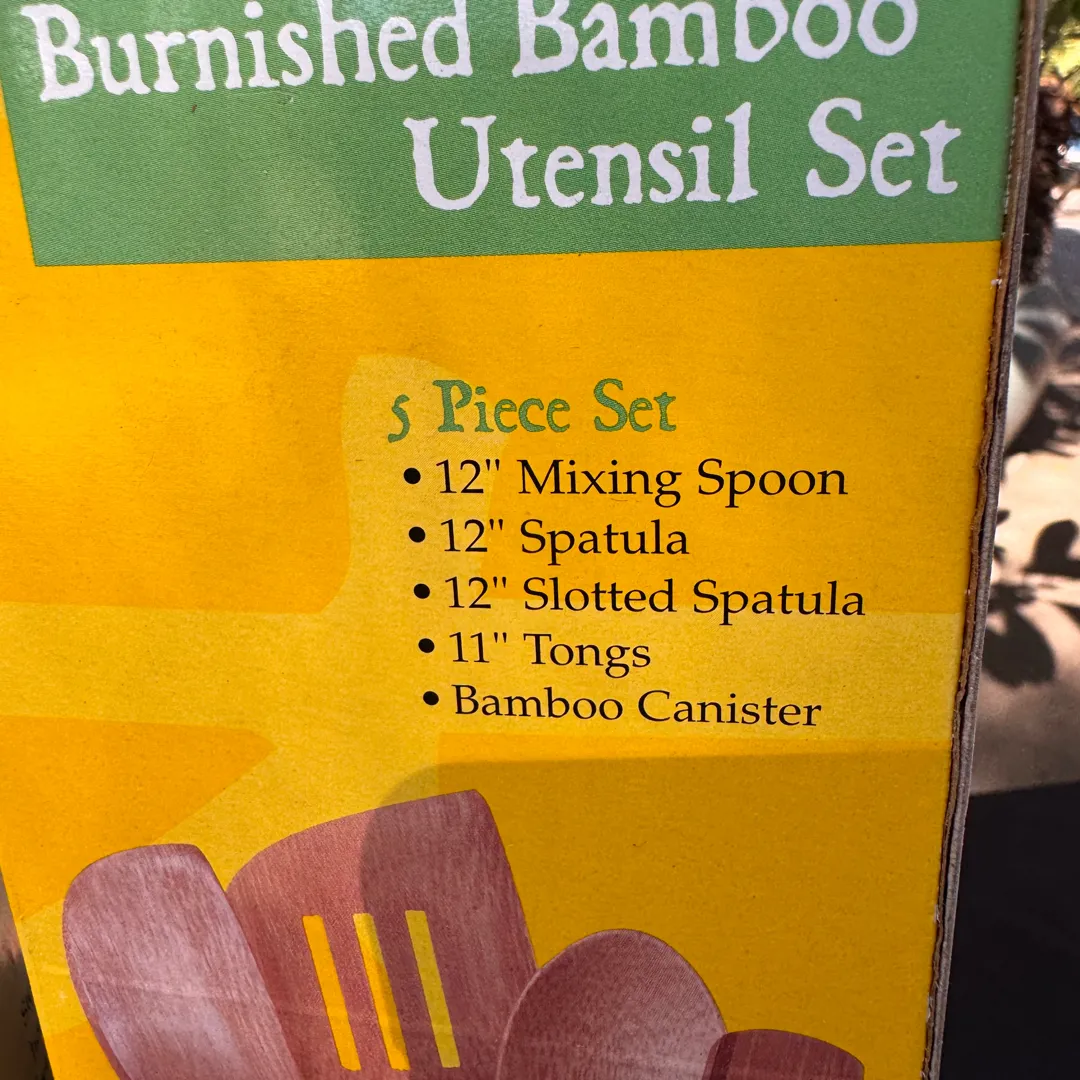 Burnished Bamboo
Utensil Set
5 Piece Set
• 12" Mixing Spoon
• 12" Spatula
• 12" Slotted Spatula
• 11" Tongs
• Bamboo Canister